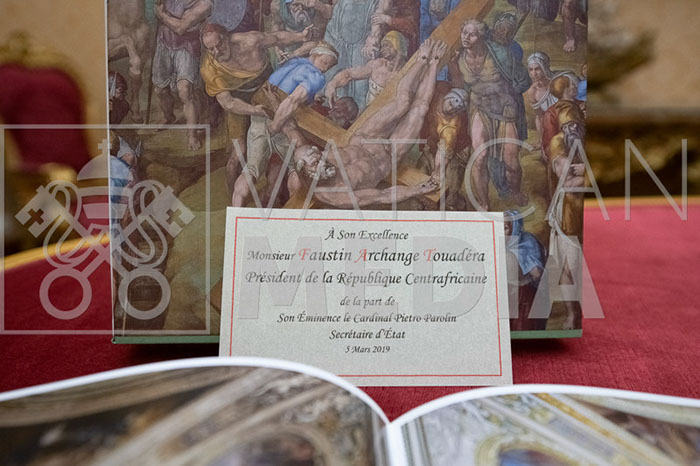 VATICAN
MEDIA
À Son Excellence
Monsieur Faustin Archange Touadéra
Président de la République Centrafricaine
de la part de
Son Éminence le Cardinal Pietro Parolin
Secrétaire d'État
5 Mars 2019